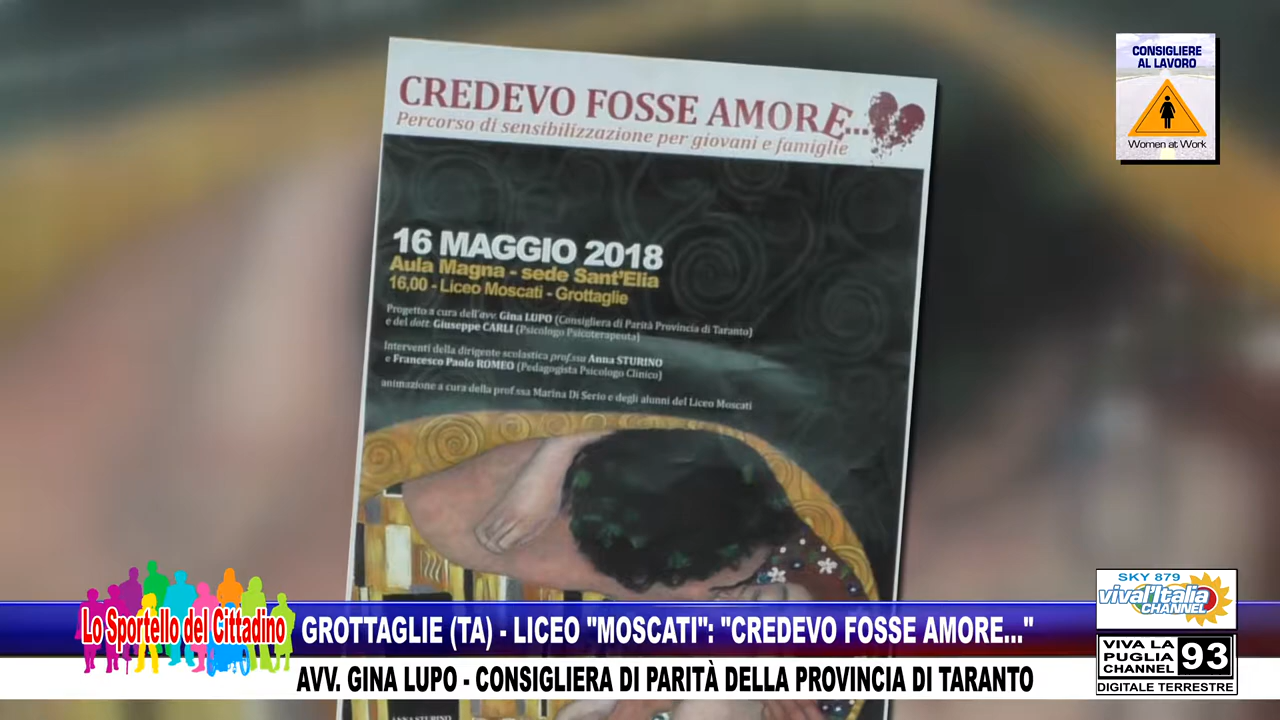 CREDEVO FOSSE AMORE...
Percorso di sensibilizzazione per giovani e famiglie
16 MAGGIO 2018
Aula Magna - sede Sant'Elia
16,00 - Liceo Moscati - Grottaglie
Progetto a cura dell'avv. Gina LUPO (Consigliera di Parità Provincia di Taranto)
e del dott. Giuseppe CARLI (Psicologo Psicoterapeuta)
Interventi della dirigente scolastica prof.ssa Anna STURINO
e Francesco Paolo ROMEO (Pedagogista Psicologo Clinico)
animazione a cura della prof.ssa Marina Di Serio e degli alunni del Liceo Moscati
ANNA STURINO
CONSIGLIERE
AL LAVORO
Women at Work
Lo Sportello del Cittadino
GROTTAGLIE (TA) - LICEO "MOSCATI": "CREDEVO FOSSE AMORE..."
AVV. GINA LUPO - CONSIGLIERA DI PARITÀ DELLA PROVINCIA DI TARANTO
SKY 879
viva l'Italia
CHANNEL
VIVA LA
PUGLIA
CHANNEL
93
DIGITALE TERRESTRE